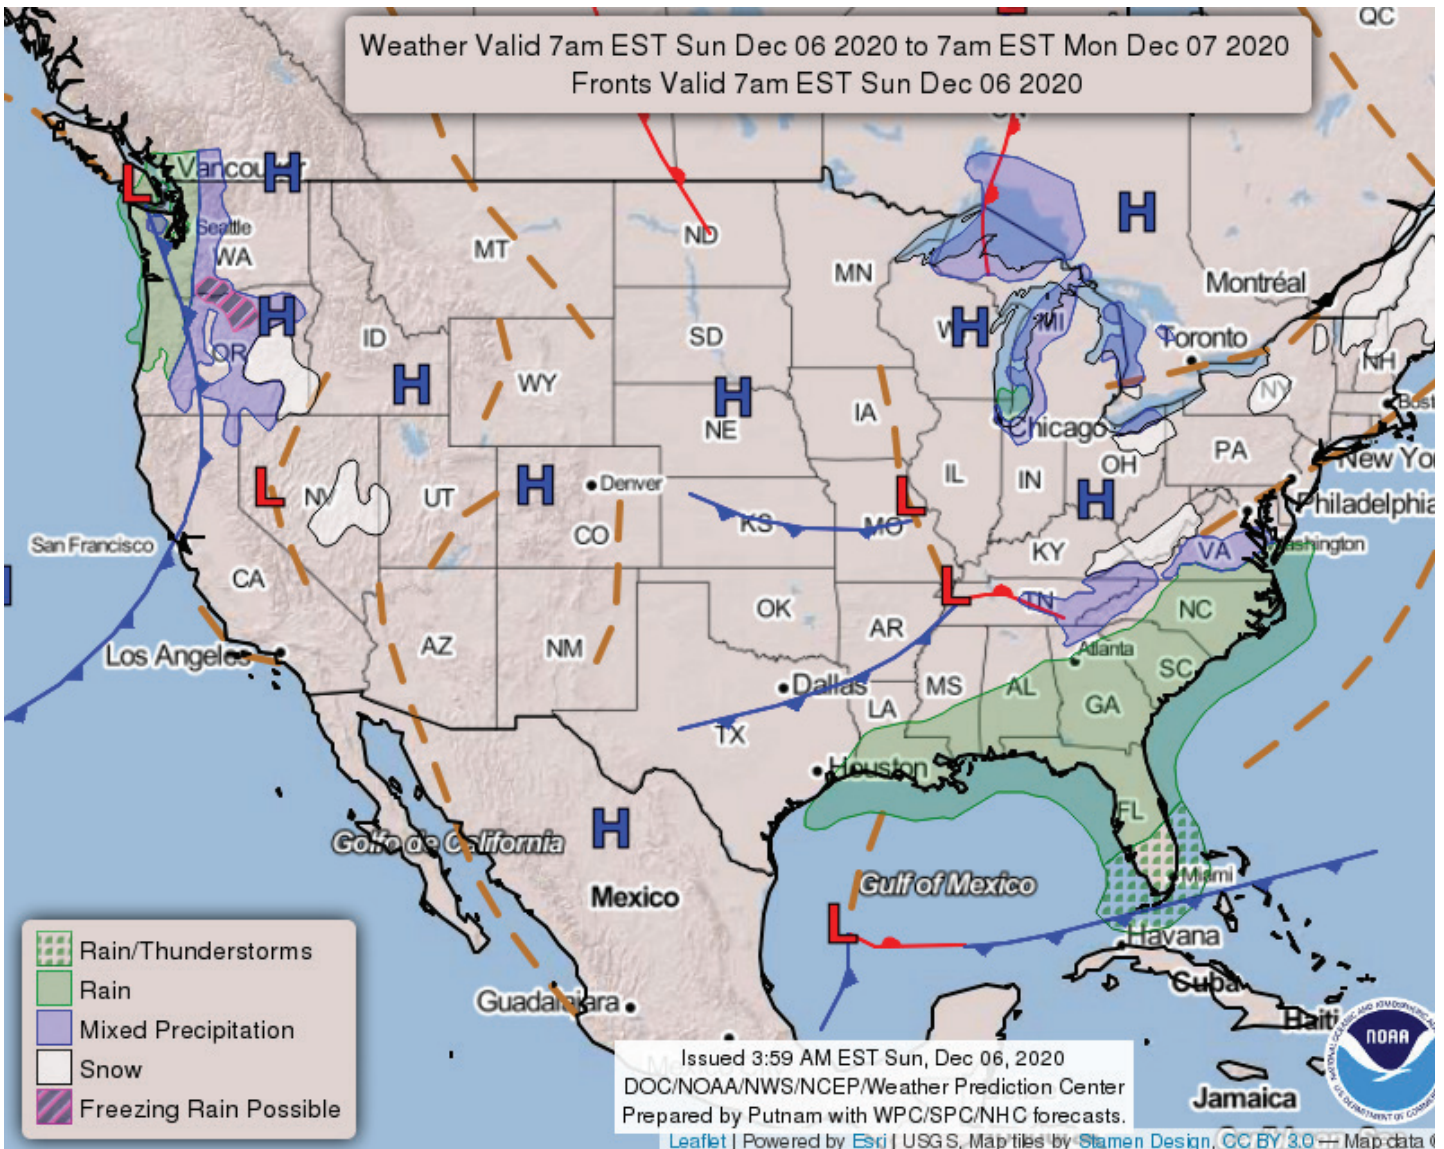 QC
Weather Valid 7am EST Sun Dec 06 2020 to 7am EST Mon Dec 07 2020
Fronts Valid 7am EST Sun Dec 06 2020
L
Vancouver
H
H
Seattle
WA
MT
ND
MN
Montréal
H
OR
ID
SD
H
MI
Toronto
NH
H
WY
H
NE
IA
Chicago
NY
Bost
PA
New Yor
L
NV
UT
H
Denver
L
IL
IN
OH
H
Philadelphia
San Francisco
CO
KS
MO
KY
VA
Washington
CA
L
TN
NC
OK
AR
Los Angeles
AZ
NM
Atlanta
SC
Dallas
MS
AL
GA
LA
TX
Houston
FL
H
Golfo de California
Mexico
Gulf of Mexico
Miami
L
Havana
Cuba
Guadalajara
Haiti
Jamaica
Rain/Thunderstorms
Rain
Mixed Precipitation
Snow
Freezing Rain Possible
Issued 3:59 AM EST Sun, Dec 06, 2020
DOC/NOAA/NWS/NCEP/Weather Prediction Center
Prepared by Putnam with WPC/SPC/NHC forecasts.
NOAA
Leaflet | Powered by Esri | USGS, Map tiles by Stamen Design, CC BY 3.0 — Map data ©